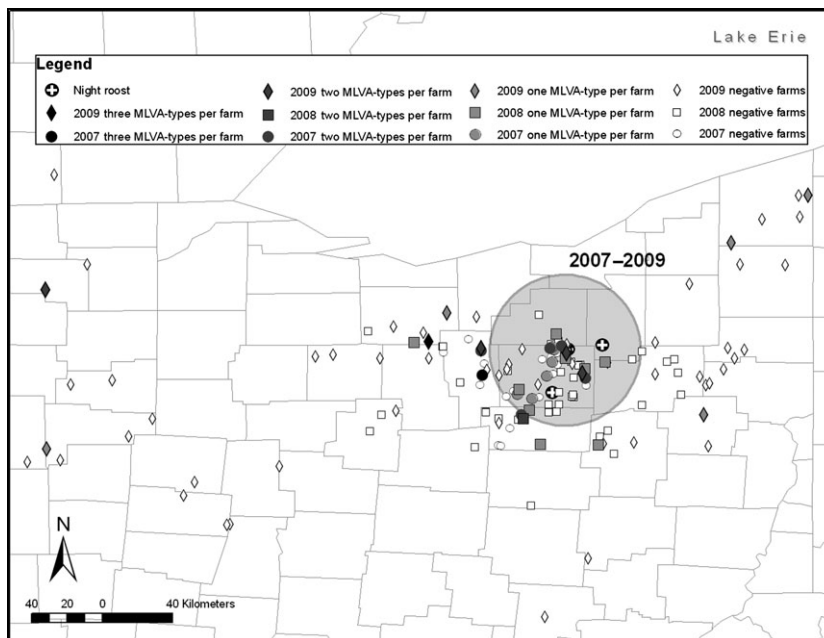 Lake Erie
Legend
Night roost
2009 two MLVA-types per farm
2009 one MLVA-type per farm
2009 negative farms
2009 three MLVA-types per farm
2008 two MLVA-types per farm
2008 one MLVA-type per farm
2008 negative farms
2007 three MLVA-types per farm
2007 two MLVA-types per farm
2007 one MLVA-type per farm
2007 negative farms
2007–2009
N
40 20 0 40 Kilometers